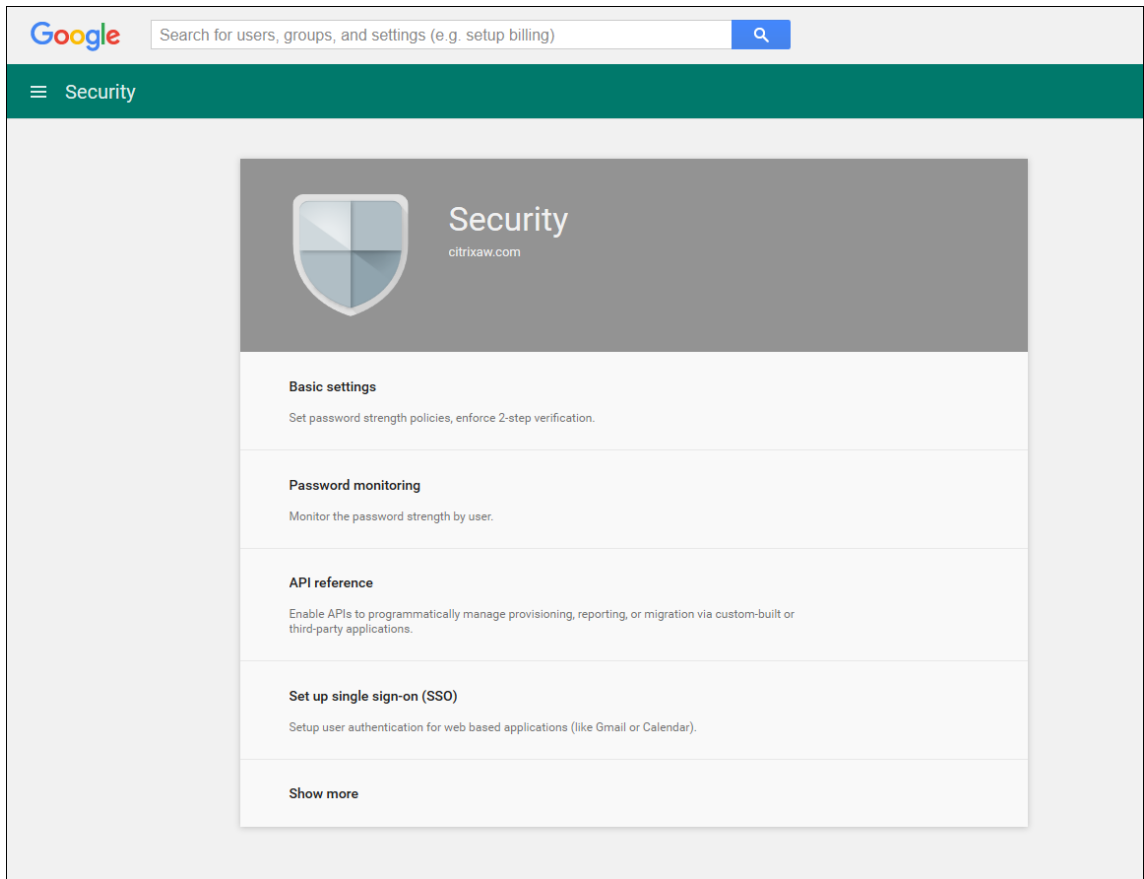 Google
Search for users, groups, and settings (e.g. setup billing)
Security
Security
citrixaw.com
Basic settings
Set password strength policies, enforce 2-step verification.
Password monitoring
Monitor the password strength by user.
API reference
Enable APIs to programmatically manage provisioning, reporting, or migration via custom-built or
third-party applications.
Set up single sign-on (SSO)
Setup user authentication for web based applications (like Gmail or Calendar).
Show more